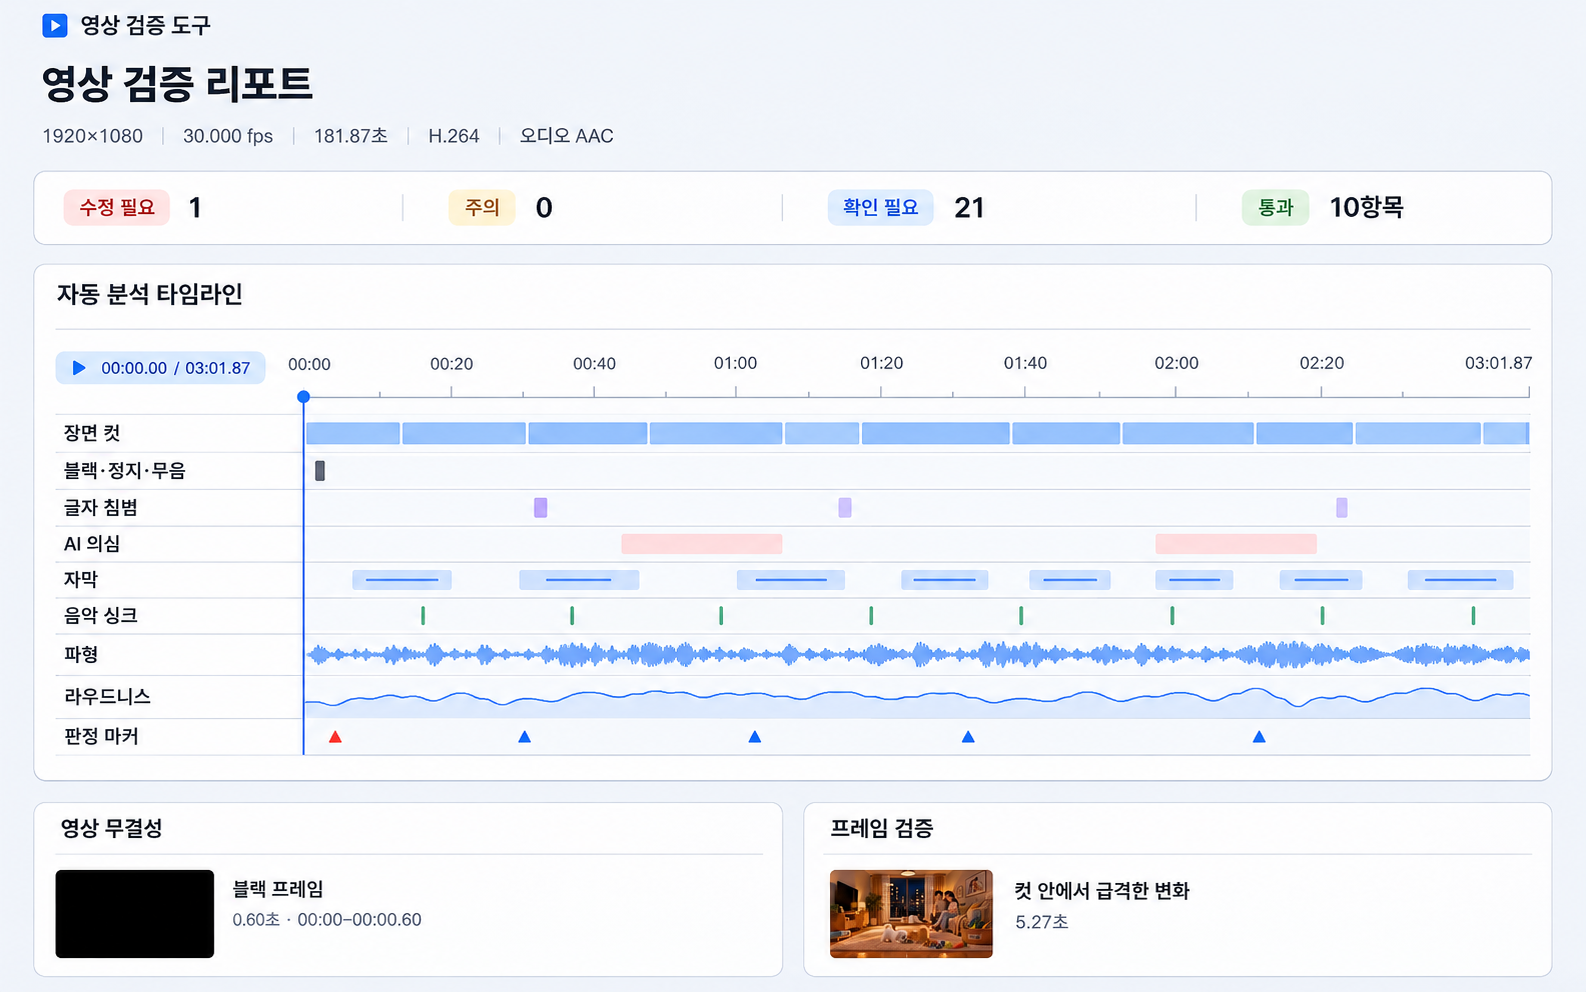 영상 검증 도구
영상 검증 리포트
1920×1080 | 30.000 fps | 181.87초 | H.264 | 오디오 AAC
수정 필요 1 주의 0 확인 필요 21 통과 10항목
자동 분석 타임라인
00:00.00 / 03:01.87 00:00 00:20 00:40 01:00 01:20 01:40 02:00 02:20 03:01.87
장면 컷
블랙·정지·무음
글자 침범
AI 의심
자막
음악 싱크
파형
라우드니스
판정 마커
영상 무결성
블랙 프레임
0.60초 · 00:00–00:00.60
프레임 검증
컷 안에서 급격한 변화
5.27초